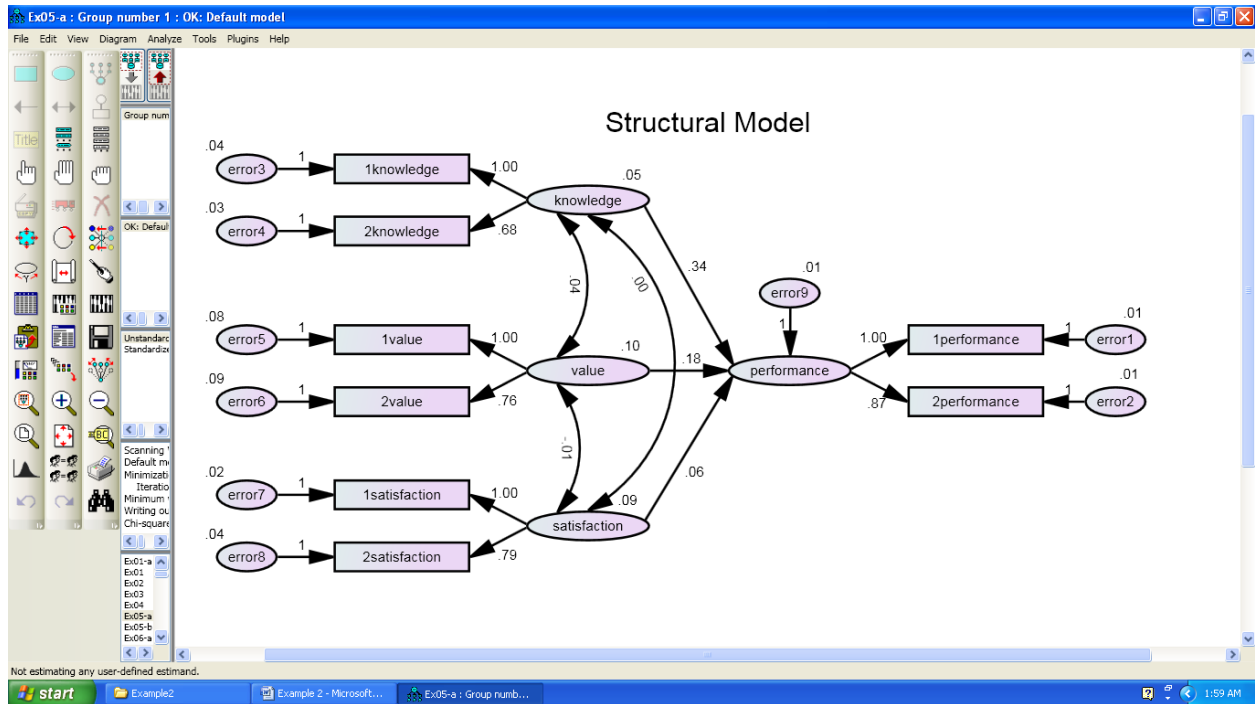 Ex05-a : Group number 1 : OK: Default model
File Edit View Diagram Analyze Tools Plugins Help
Title
Group num
OK: Defaul
Unstandarc
Standardize
Scanning
Default m
Minimizati
Iteratio
Minimum
Writing ou
Chi-square
Ex01-a
Ex01
Ex02
Ex03
Ex04
Ex05-a
Ex05-b
Ex06-a
Structural Model
.04
error3
1
1knowledge
1.00
.05
knowledge
.03
error4
1
2knowledge
.68
.04
.00
.34
.01
error9
1
.08
error5
1
1value
1.00
.10
value
.18
performance
1.00
1performance
1
.01
error1
.09
error6
1
2value
.76
.87
2performance
1
.01
error2
-.01
.06
.02
error7
1
1satisfaction
1.00
.09
satisfaction
.04
error8
1
2satisfaction
.79
Not estimating any user-defined estimand.
start
Example2
Example 2 - Microsoft...
Ex05-a : Group numb...
1:59 AM